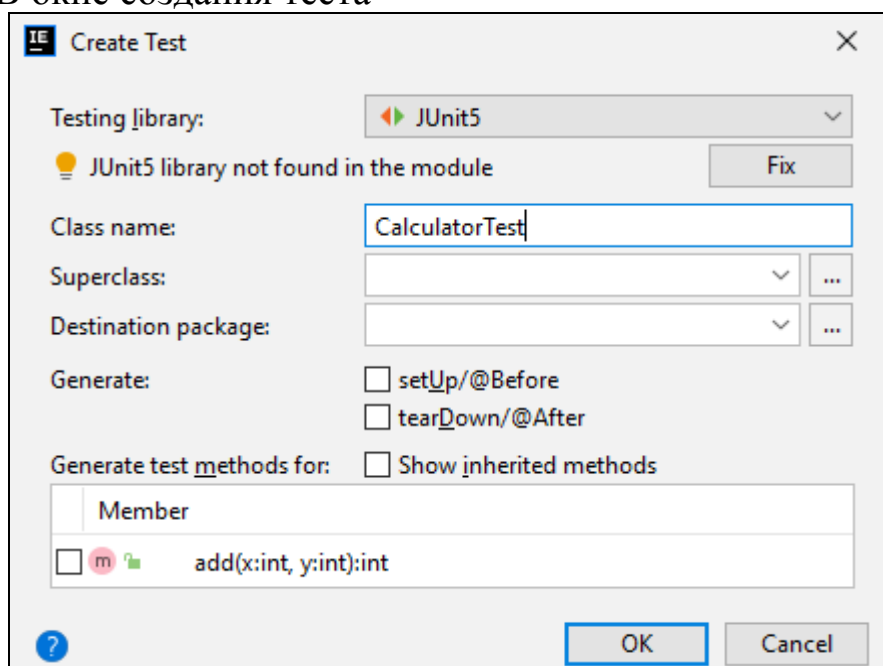 В окне создания теста
IE Create Test
Testing library: JUnit5
JUnit5 library not found in the module Fix
Class name: CalculatorTest
Superclass: ...
Destination package: ...
Generate: setUp/@Before
tearDown/@After
Generate test methods for: Show inherited methods
Member
m add(x:int, y:int):int
? OK Cancel